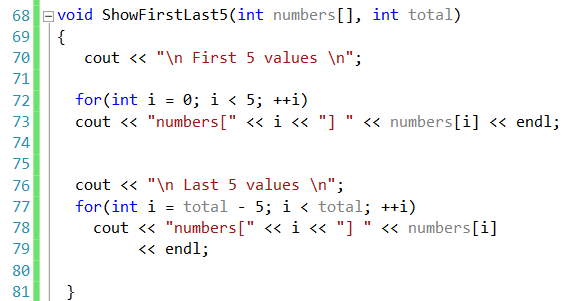 68 void ShowFirstLast5(int numbers[], int total)
69 {
70 cout << "\n First 5 values \n";
71
72 for(int i = 0; i < 5; ++i)
73 cout << "numbers[" << i << "] " << numbers[i] << endl;
74
75
76 cout << "\n Last 5 values \n";
77 for(int i = total - 5; i < total; ++i)
78 cout << "numbers[" << i << "] " << numbers[i]
79 << endl;
80
81 }